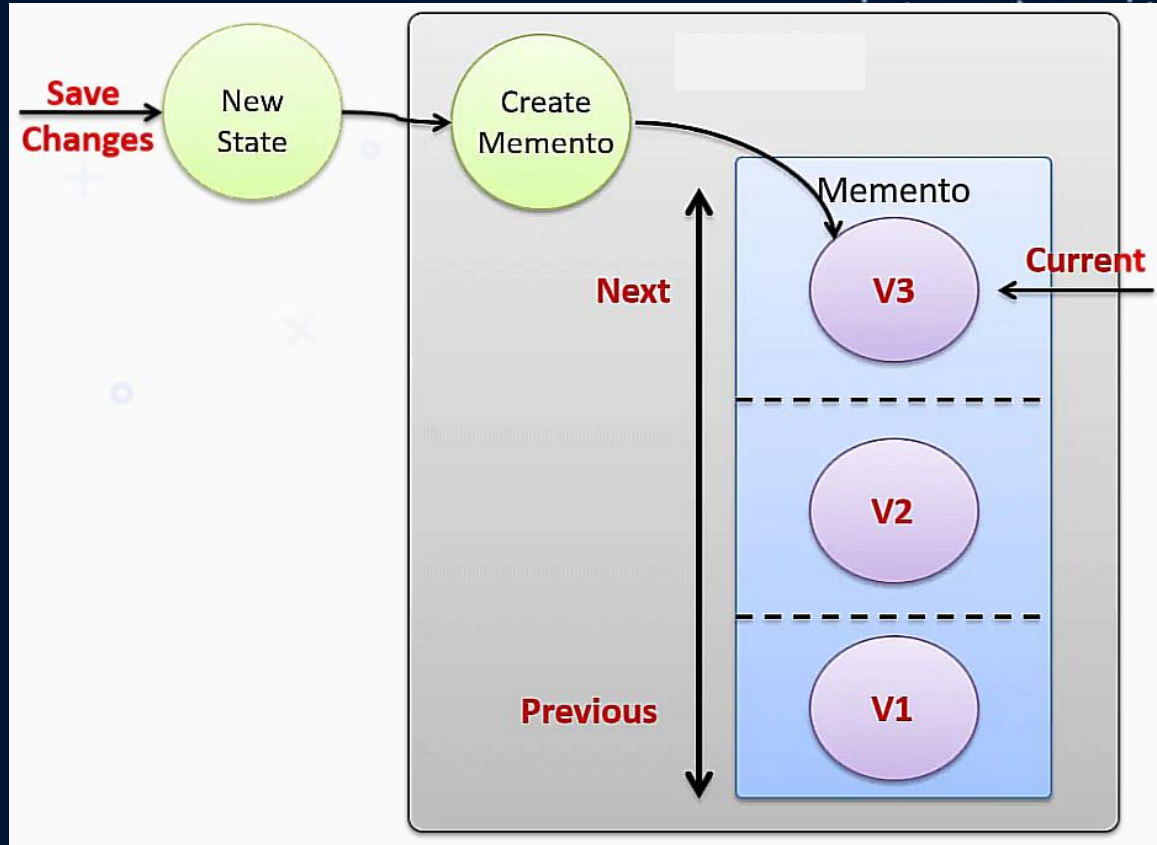 Save
Changes
New
State
Create
Memento
Memento
Next
V3
Current
V2
Previous
V1